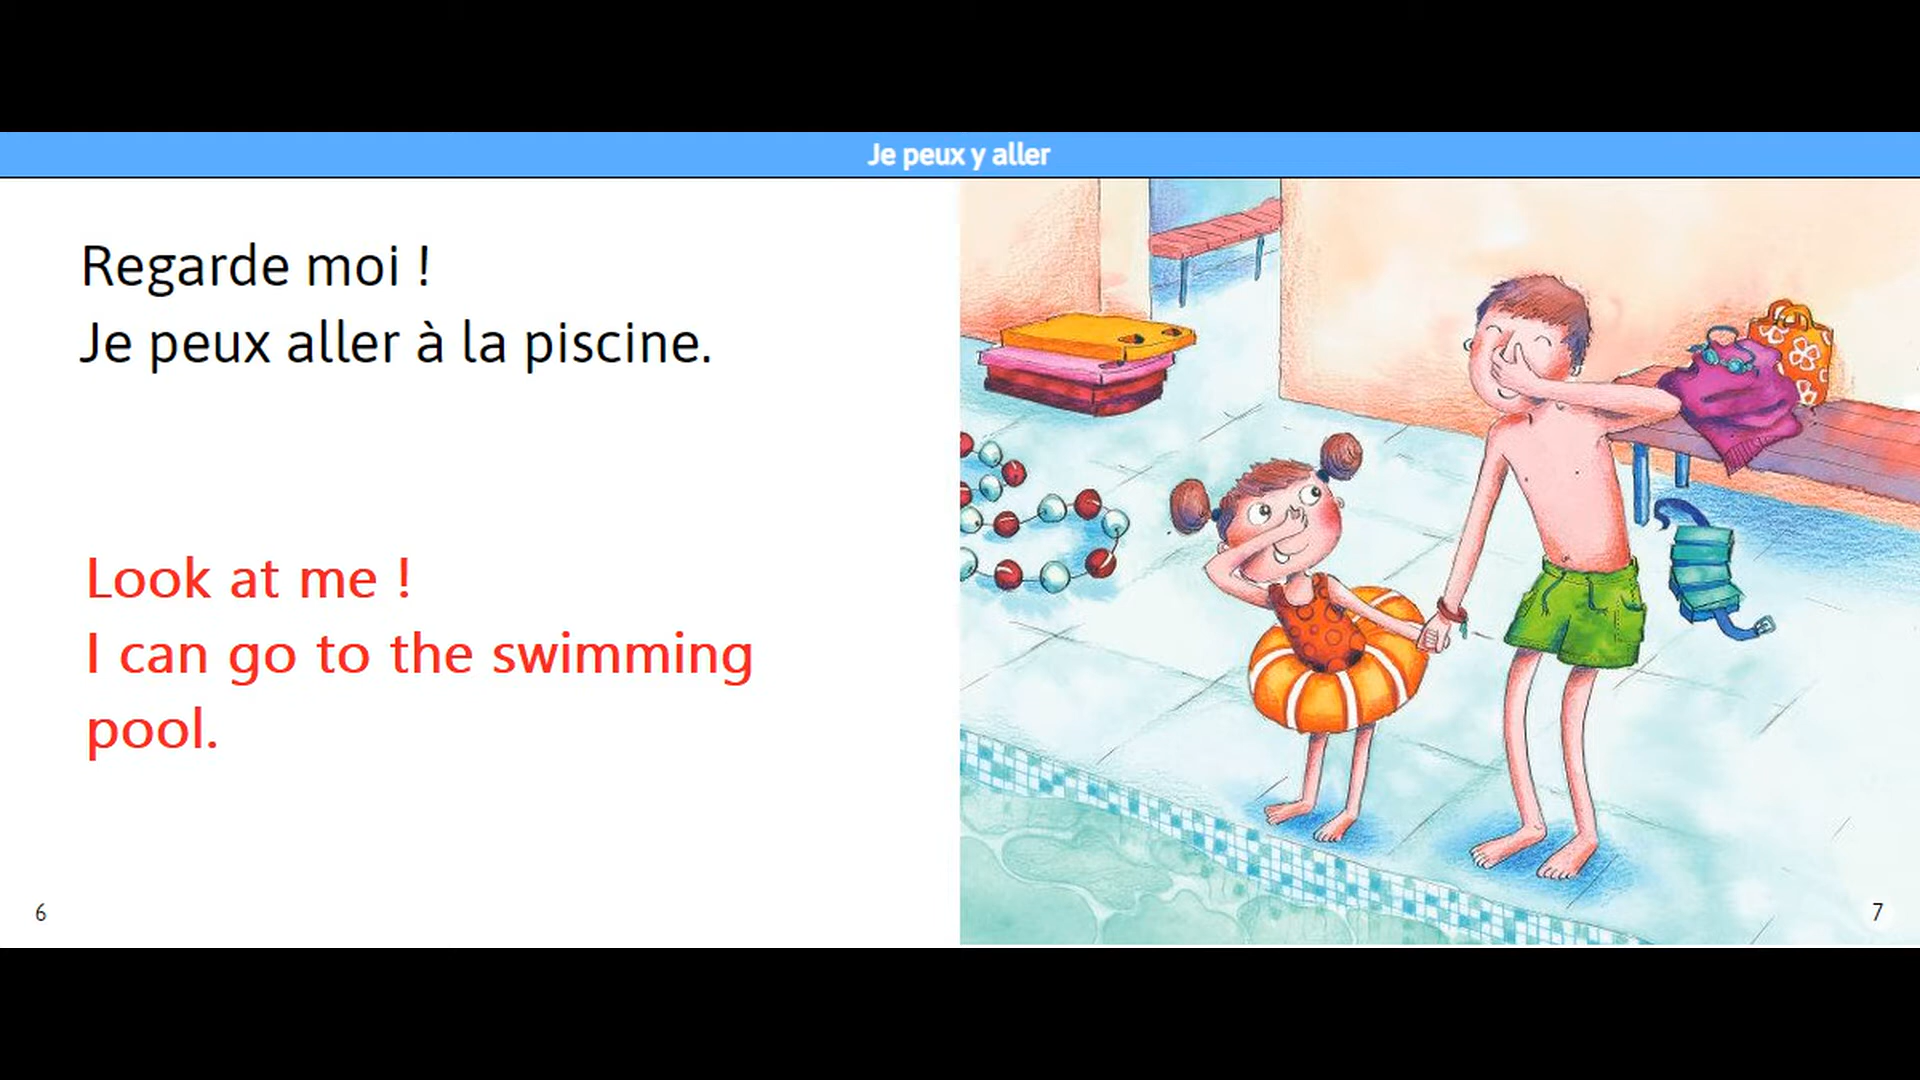 Je peux y aller
Regarde moi !
Je peux aller à la piscine.
Look at me !
I can go to the swimming
pool.
6
7